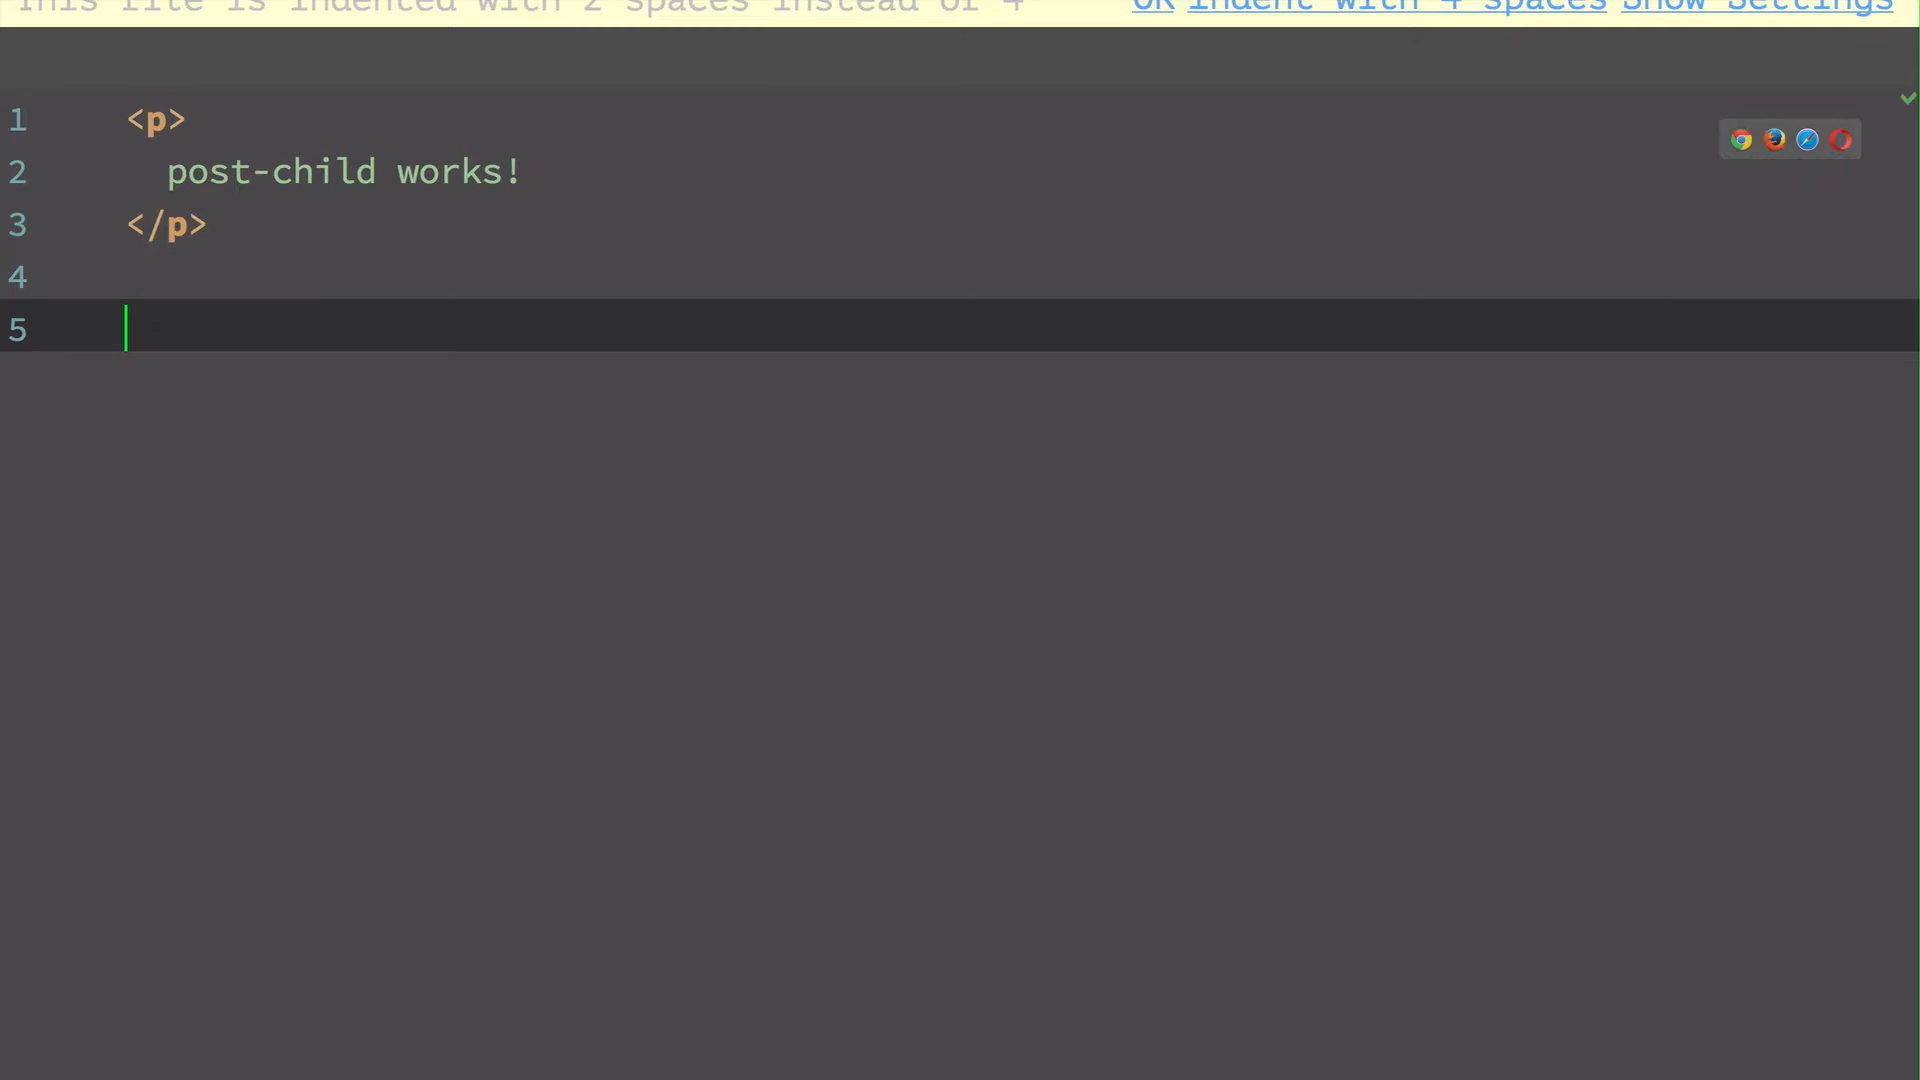 This file is indented with 2 spaces instead of 4 OK Indent with 4 spaces Show Settings
1 <p>
2 post-child works!
3 </p>
4
5